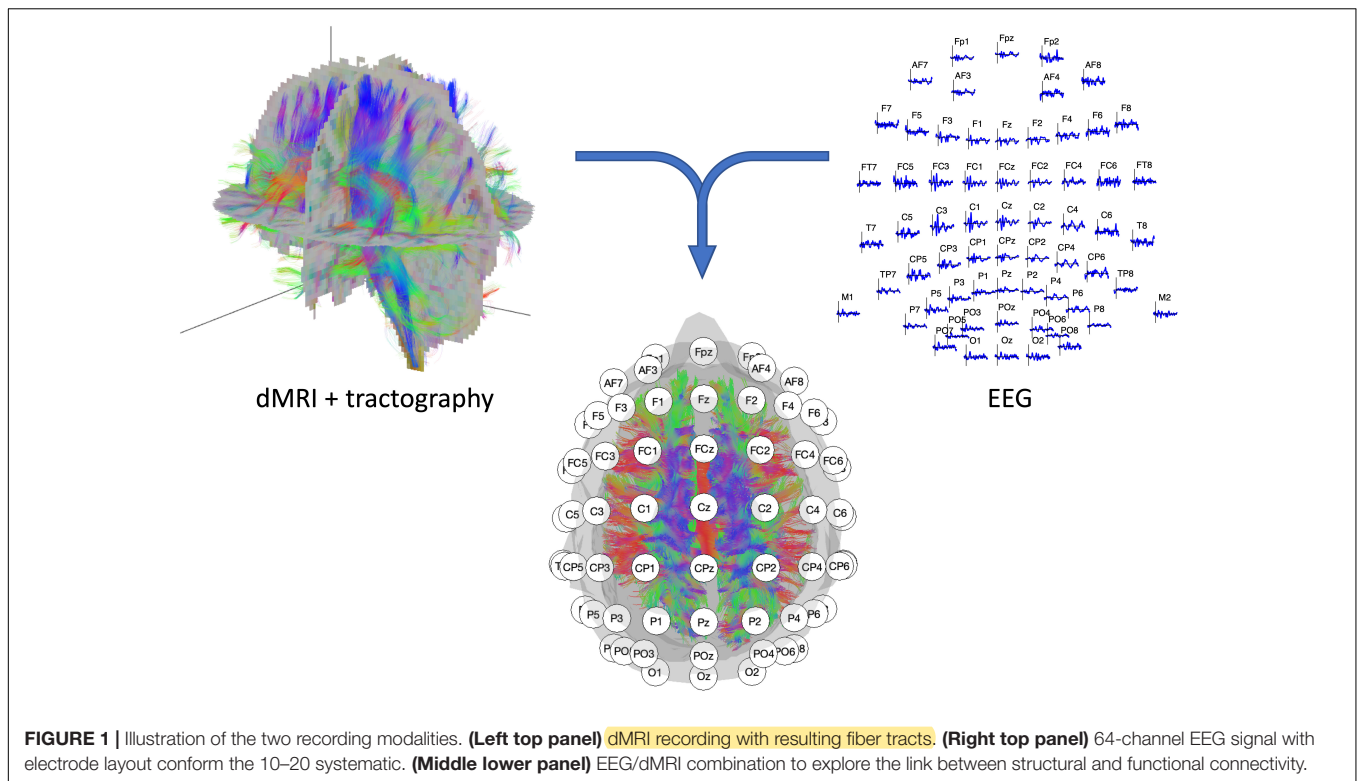 Fp1 Fpz Fp2
AF7 AF3 AF4 AF8
F7 F5 F3 F1 Fz F2 F4 F6 F8
FT7 FC5 FC3 FC1 FCz FC2 FC4 FC6 FT8
T7 C5 C3 C1 Cz C2 C4 C6 T8
TP7 CP5 CP3 CP1 CPz CP2 CP4 CP6 TP8
M1 P7 P5 P3 P1 Pz P2 P4 P6 P8 M2
PO7 PO5 PO3 POz PO4 PO6 PO8
O1 Oz O2
dMRI + tractography
EEG
Fpz
AF7 AF3 AF4 AF8
F5 F3 F1 Fz F2 F4 F6
FC5 FC3 FC1 FCz FC2 FC4 FC6
C5 C3 C1 Cz C2 C4 C6
CP5 CP3 CP1 CPz CP2 CP4 CP6
P5 P3 P1 Pz P2 P4 P6
PO3 POz PO4 PO6
O1 Oz O2
FIGURE 1 | Illustration of the two recording modalities. (Left top panel) dMRI recording with resulting fiber tracts. (Right top panel) 64-channel EEG signal with
electrode layout conform the 10–20 systematic. (Middle lower panel) EEG/dMRI combination to explore the link between structural and functional connectivity.